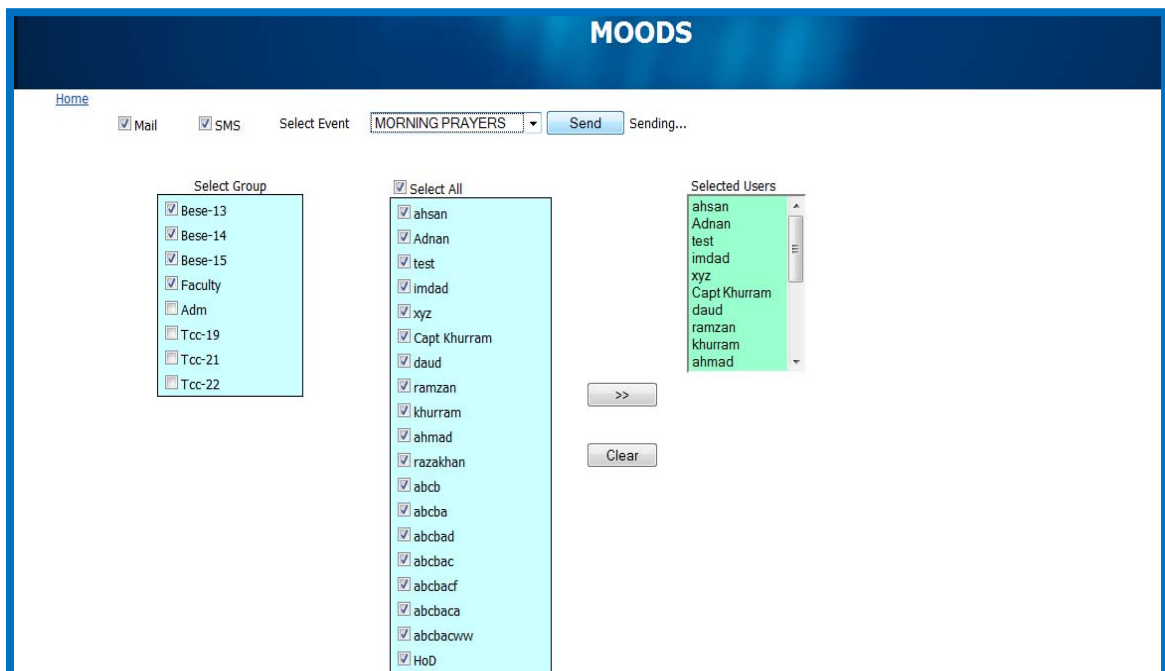 MOODS
Home
Mail SMS Select Event MORNING PRAYERS Send Sending...
Select Group
Bese-13
Bese-14
Bese-15
Faculty
Adm
Tcc-19
Tcc-21
Tcc-22
Select All
ahsan
Adnan
test
imdad
xyz
Capt Khurram
daud
ramzan
khurram
ahmad
razakhan
abcb
abcba
abcbad
abcbac
abcbacf
abcbaca
abcbacww
HoD
>>
Clear
Selected Users
ahsan
Adnan
test
imdad
xyz
Capt Khurram
daud
ramzan
khurram
ahmad